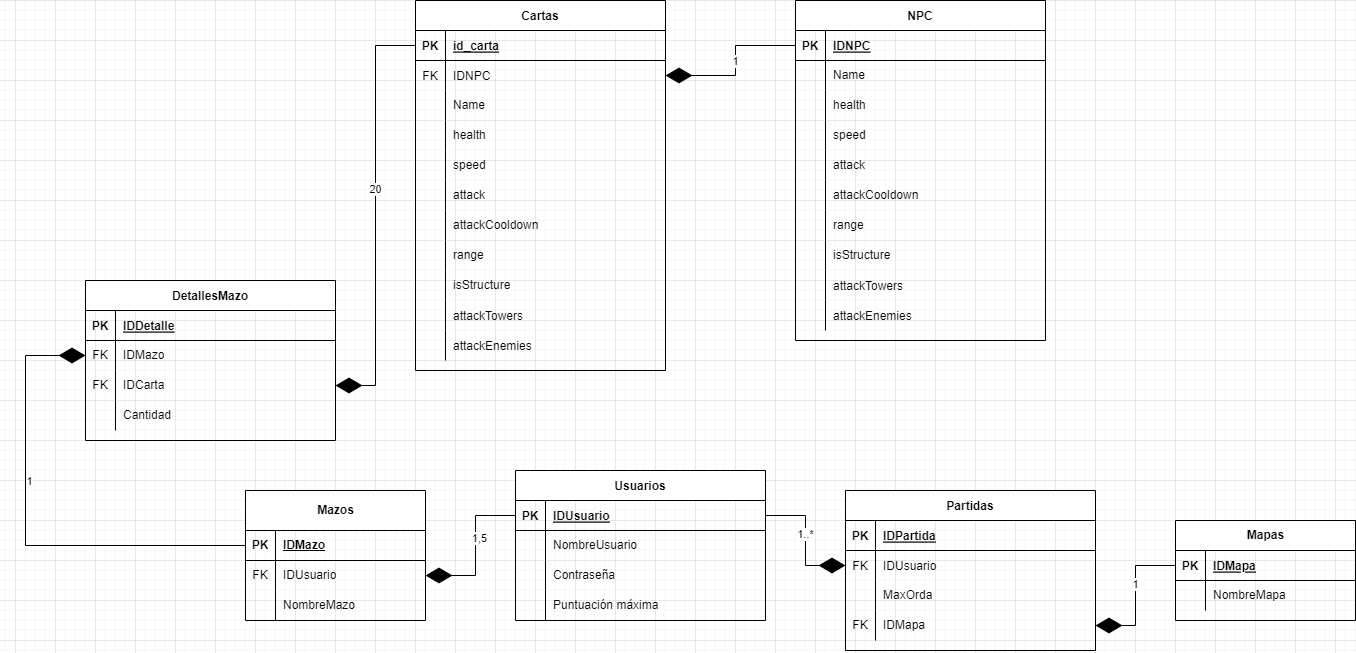 Cartas
PK id_carta
FK IDNPC
Name
health
speed
attack
attackCooldown
range
isStructure
attackTowers
attackEnemies
1
NPC
PK IDNPC
Name
health
speed
attack
attackCooldown
range
isStructure
attackTowers
attackEnemies
20
DetallesMazo
PK IDDetalle
FK IDMazo
FK IDCarta
Cantidad
1
Mazos
PK IDMazo
FK IDUsuario
NombreMazo
1,5
Usuarios
PK IDUsuario
NombreUsuario
Contraseña
Puntuación máxima
1..*
Partidas
PK IDPartida
FK IDUsuario
MaxOrda
FK IDMapa
1
Mapas
PK IDMapa
NombreMapa